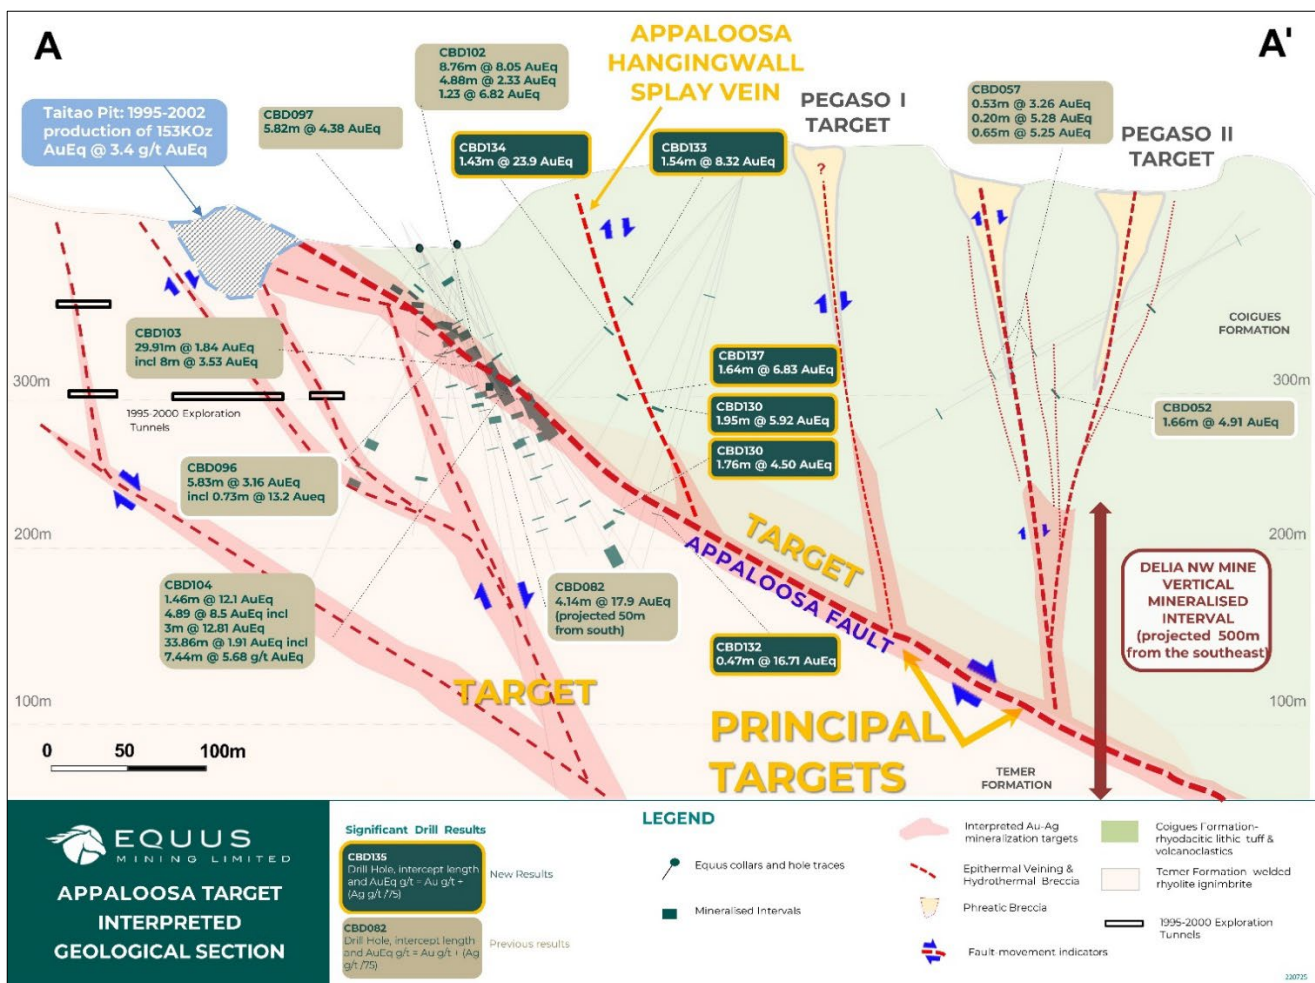 A
A'
APPALOOSA
HANGINGWALL
SPLAY VEIN
CBD102
8.76m @ 8.05 AuEq
4.88m @ 2.33 AuEq
1.23 @ 6.82 AuEq
CBD057
0.53m @ 3.26 AuEq
0.20m @ 5.28 AuEq
0.65m @ 5.25 AuEq
Taitao Pit: 1995-2002
production of 153KOz
AuEq @ 3.4 g/t AuEq
CBD097
5.82m @ 4.38 AuEq
PEGASO I
TARGET
PEGASO II
TARGET
CBD134
1.43m @ 23.9 AuEq
CBD133
1.54m @ 8.32 AuEq
?
COIGUES
FORMATION
CBD103
29.91m @ 1.84 AuEq
incl 8m @ 3.53 AuEq
CBD137
1.64m @ 6.83 AuEq
300m
300m
1995-2000 Exploration
Tunnels
CBD130
1.95m @ 5.92 AuEq
CBD052
1.66m @ 4.91 AuEq
CBD130
1.76m @ 4.50 AuEq
CBD096
5.83m @ 3.16 AuEq
incl 0.73m @ 13.2 Aueq
200m
200m
TARGET
APPALOOSA FAULT
DELIA NW MINE
VERTICAL
MINERALISED
INTERVAL
(projected 500m
from the southeast)
CBD104
1.46m @ 12.1 AuEq
4.89 @ 8.5 AuEq incl
3m @ 12.81 AuEq
33.86m @ 1.91 AuEq incl
7.44m @ 5.68 g/t AuEq
CBD082
4.14m @ 17.9 AuEq
(projected 50m
from south)
CBD132
0.47m @ 16.71 AuEq
TARGET
100m
100m
PRINCIPAL
TARGETS
0 50 100m
TEMER
FORMATION
EQUUS
MINING LIMITED
APPALOOSA TARGET
INTERPRETED
GEOLOGICAL SECTION
Significant Drill Results
CBD135
Drill Hole, intercept length
and AuEq g/t = Au g/t +
(Ag g/t /75)
New Results
CBD082
Drill Hole, intercept length
and AuEq g/t = Au g/t + (Ag
g/t /75)
Previous results
LEGEND
Equus collars and hole traces
Mineralised Intervals
Interpreted Au-Ag
mineralization targets
Epithermal Veining &
Hydrothermal Breccia
Phreatic Breccia
Fault-movement indicators
Coigues Formation-
rhyodacitic lithic tuff &
volcanoclastics
Temer Formation welded
rhyolite ignimbrite
1995-2000 Exploration
Tunnels
220725